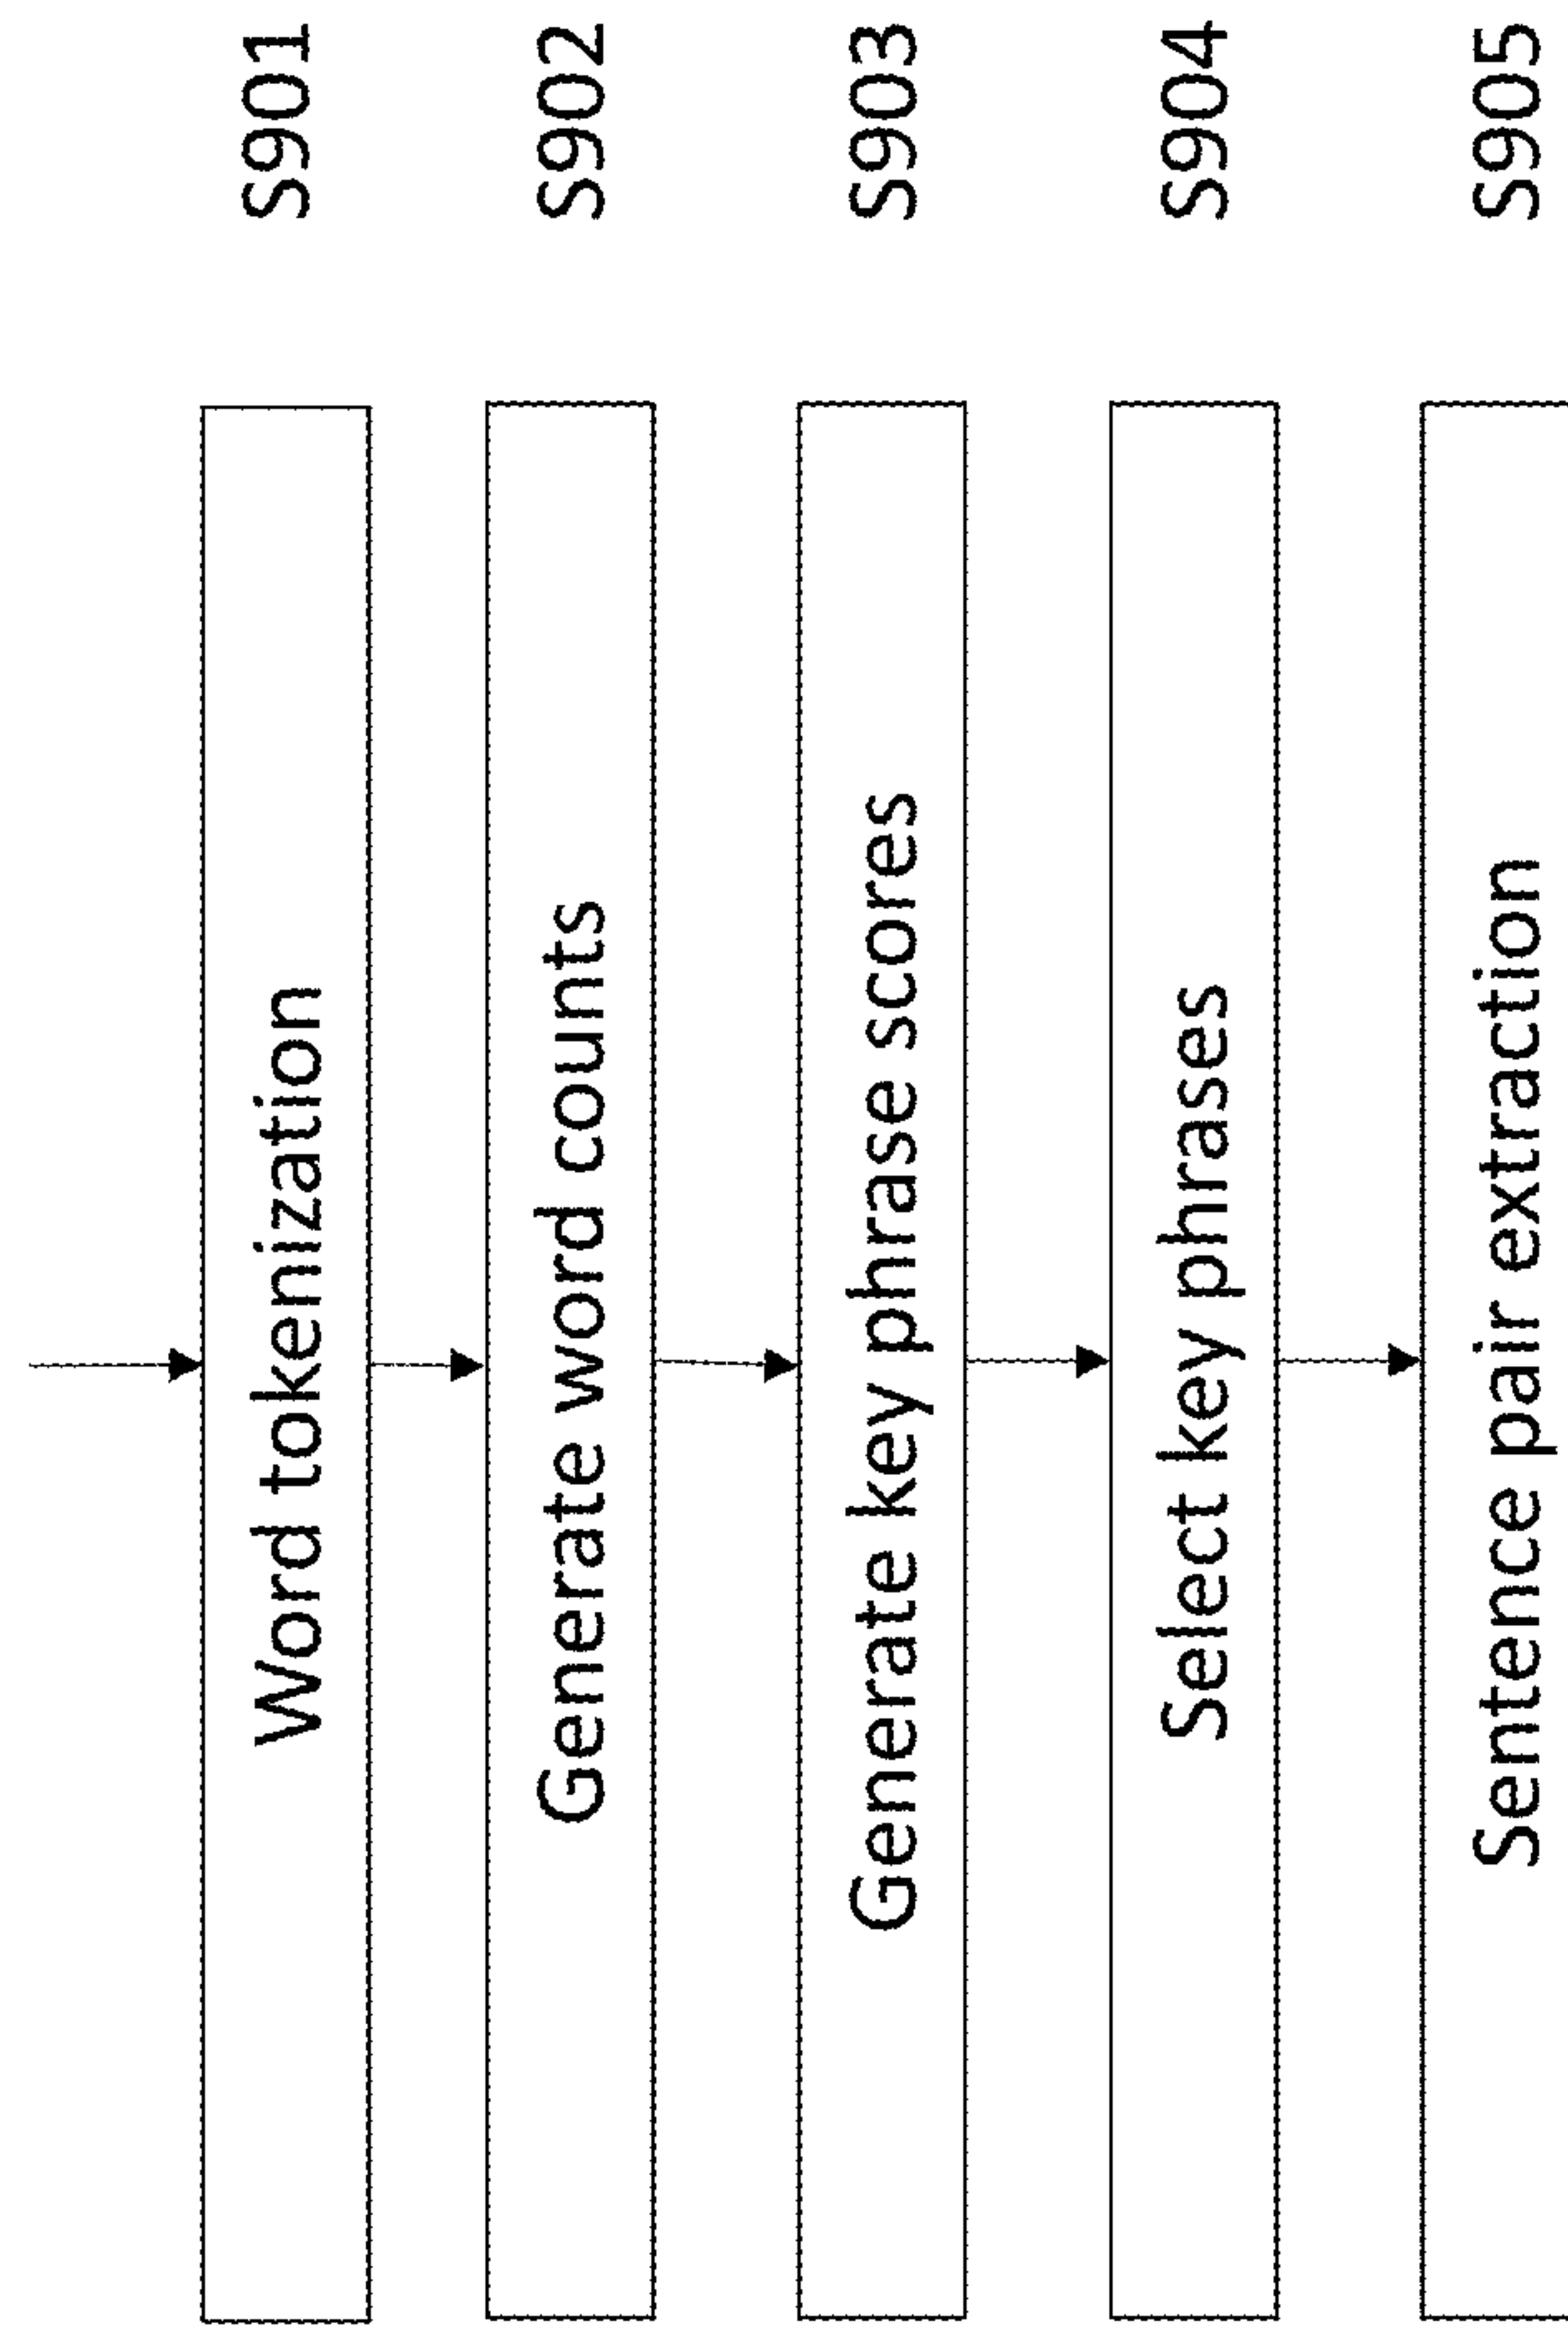 Word tokenization S901
Generate word counts S902
Generate key phrase scores S903
Select key phrases S904
Sentence pair extraction S905